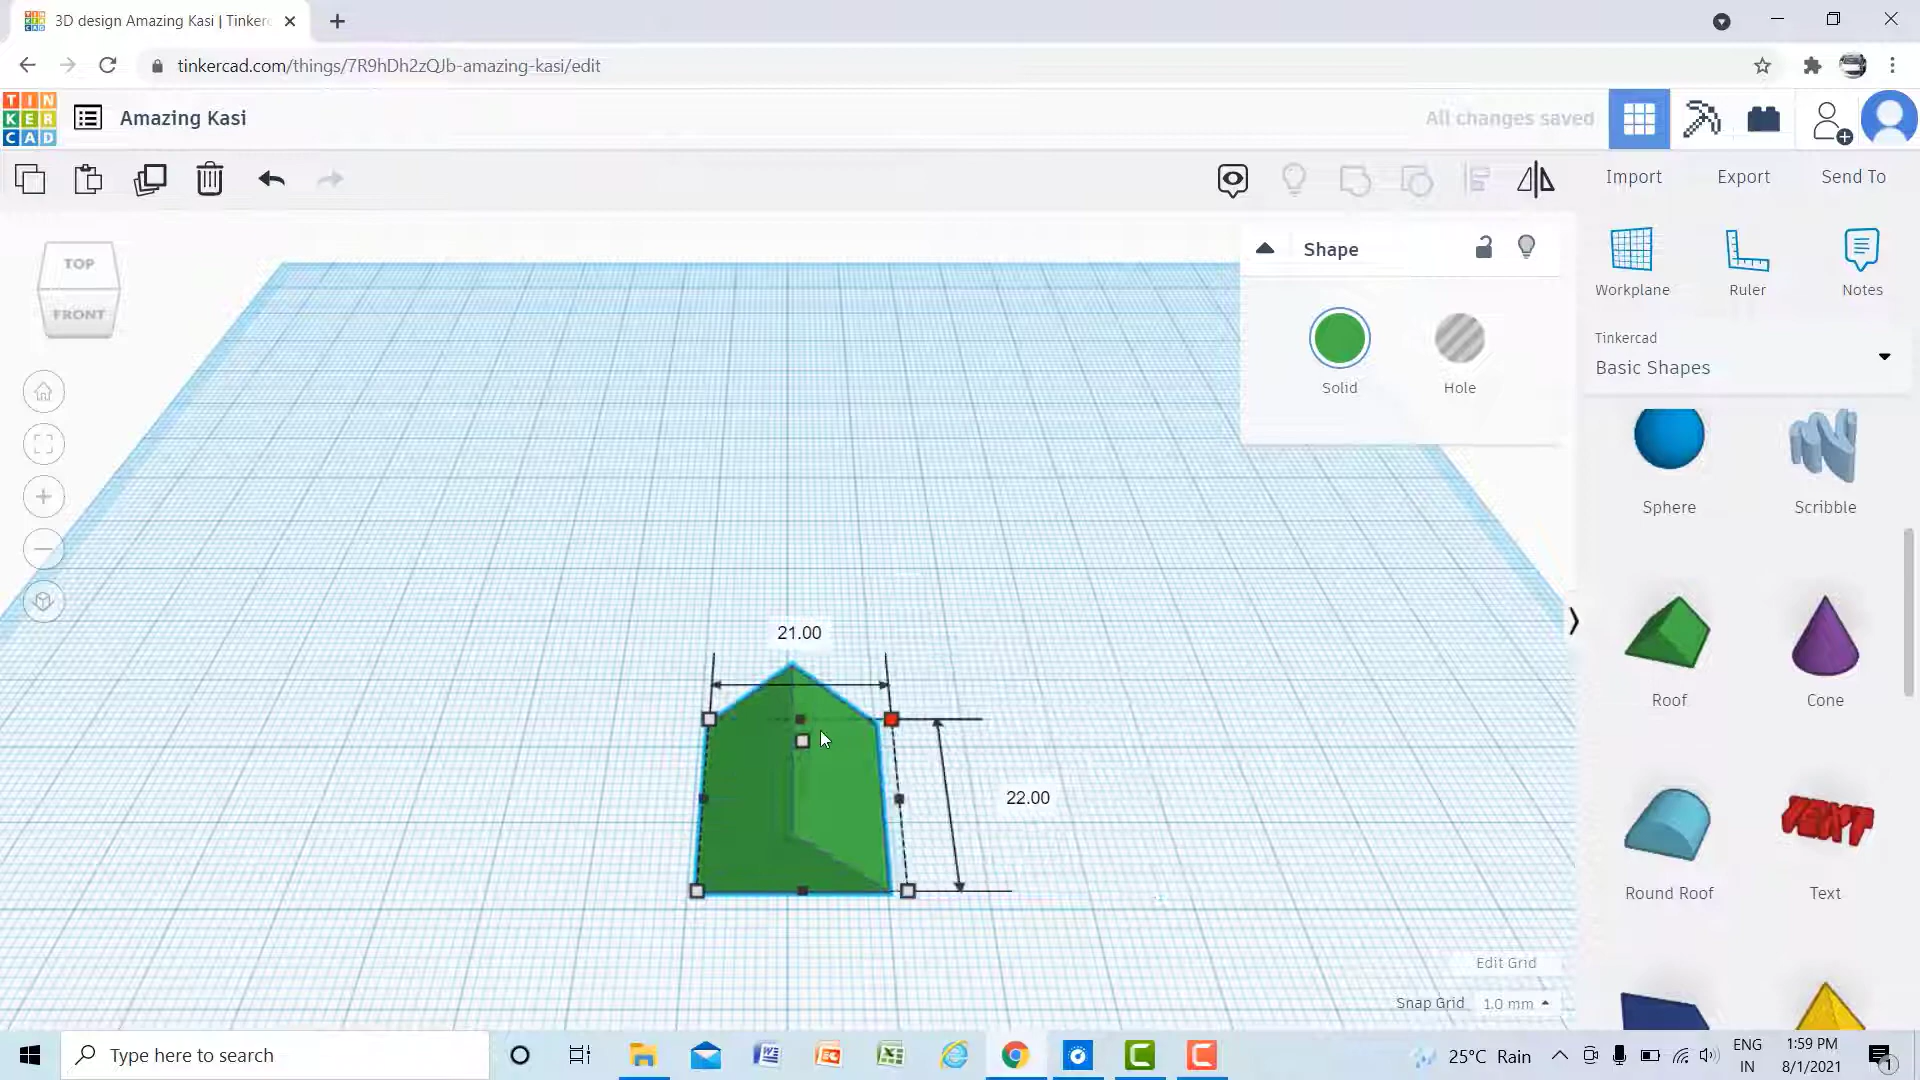 3D design Amazing Kasi | Tinkerc
tinkercad.com/things/7R9hDh2zQJb-amazing-kasi/edit
TIN
KER
CAD
Amazing Kasi
All changes saved
Import
Export
Send To
TOP
FRONT
Shape
Solid
Hole
Workplane
Ruler
Notes
Tinkercad
Basic Shapes
Sphere
Scribble
Roof
Cone
Round Roof
TEXT
Text
21.00
22.00
Edit Grid
Snap Grid
1.0 mm
Type here to search
25°C Rain
ENG
IN
1:59 PM
8/1/2021
1